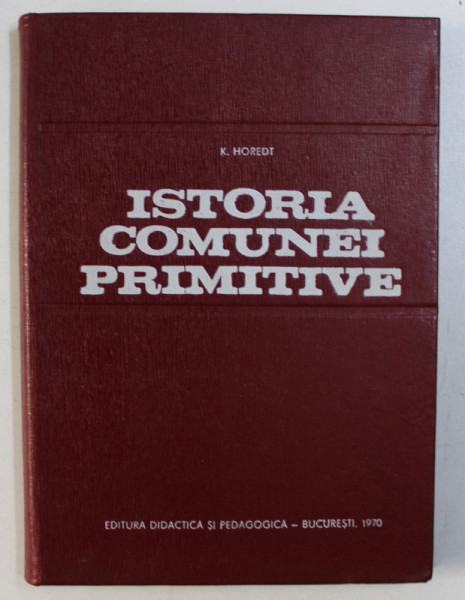 K. HOREDT
ISTORIA
COMUNEI
PRIMITIVE
EDITURA DIDACTICA ȘI PEDAGOGICA – BUCUREȘTI, 1970